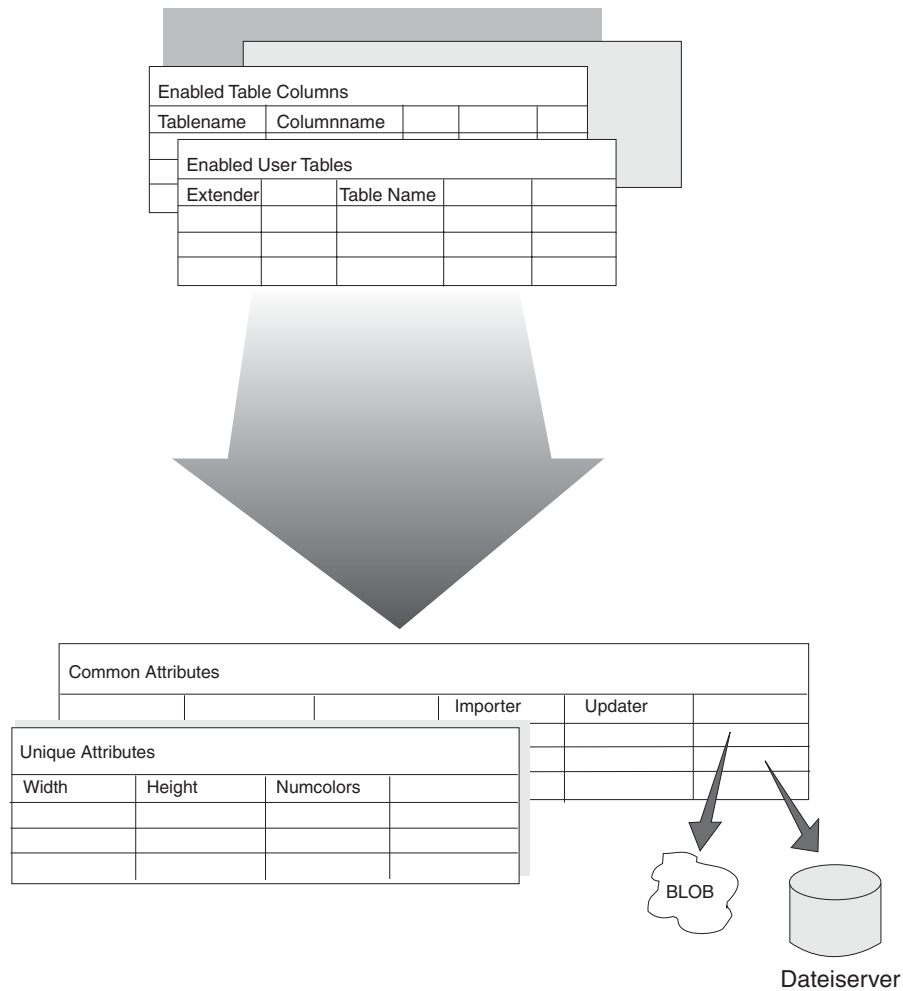 Enabled Table Columns
Tablename Columnname
Enabled User Tables
Extender Table Name
Common Attributes
Importer Updater
Unique Attributes
Width Height Numcolors
BLOB
Dateiserver